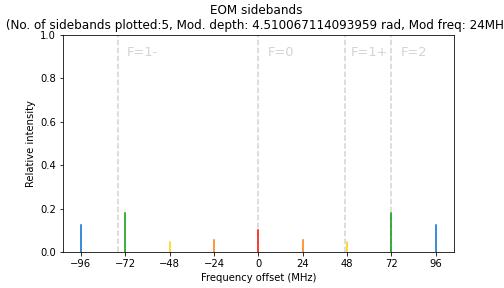 EOM sidebands
(No. of sidebands plotted:5, Mod. depth: 4.510067114093959 rad, Mod freq: 24MH
F=1- F=0 F=1+ F=2
1.0
0.8
0.6
0.4
0.2
0.0
Relative intensity
−96 −72 −48 −24 0 24 48 72 96
Frequency offset (MHz)